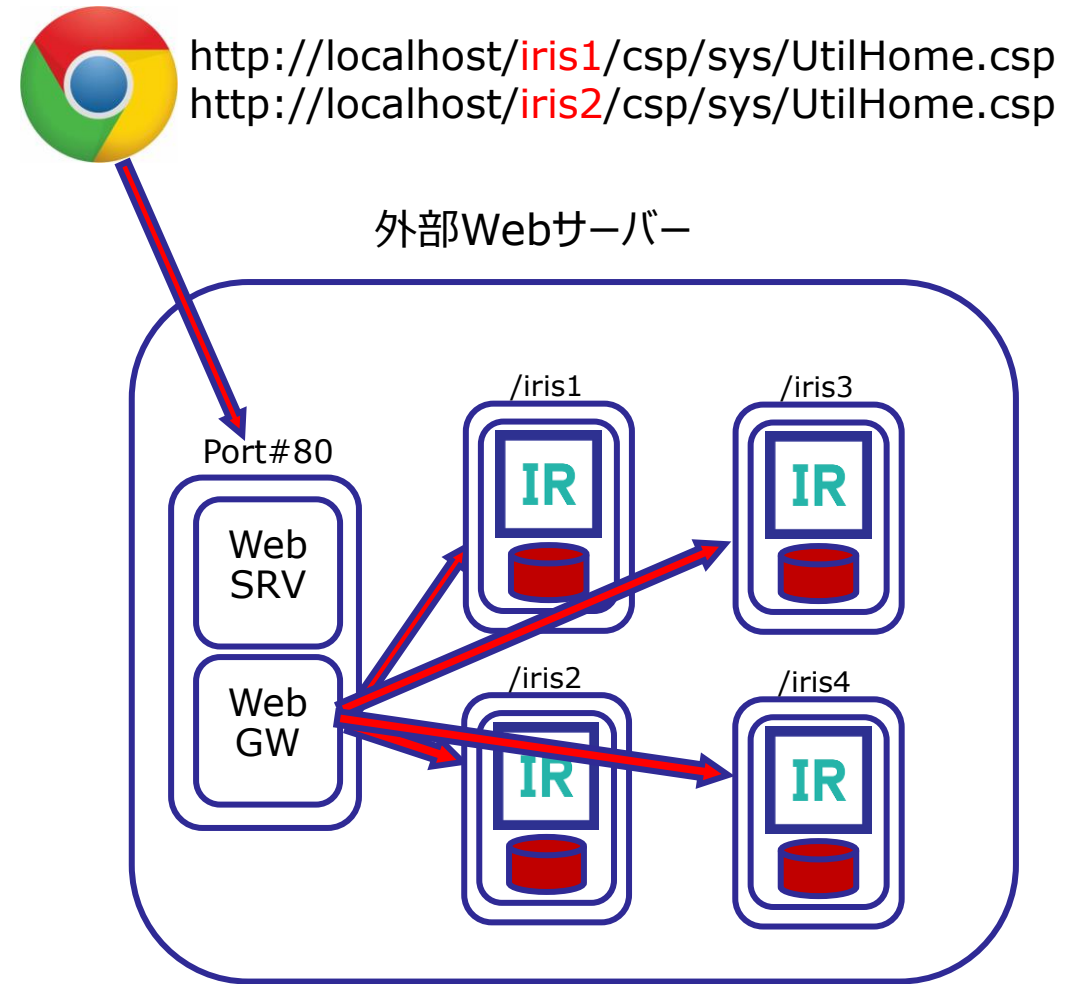 http://localhost/iris1/csp/sys/UtilHome.csp
http://localhost/iris2/csp/sys/UtilHome.csp
外部Webサーバー
/iris1
/iris3
Port#80
IR
IR
Web
SRV
/iris2
/iris4
Web
GW
IR
IR